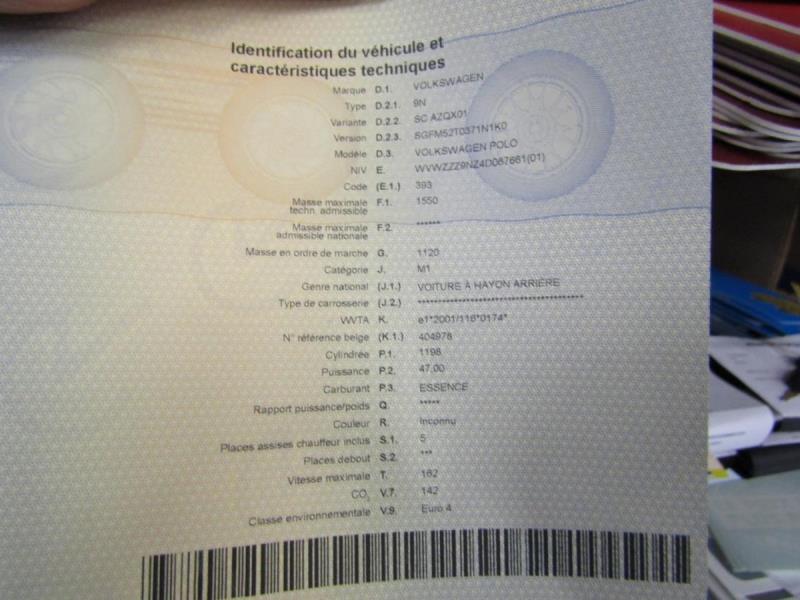 Identification du véhicule et
caractéristiques techniques
Marque D.1. VOLKSWAGEN
Type D.2.1. 9N
Variante D.2.2. SC AZQX01
Version D.2.3. SGFM52T0371N1K0
Modèle D.3. VOLKSWAGEN POLO
NIV E. WVWZZZ9NZ4D067661(01)
Code (E.1.) 393
Masse maximale F.1. 1550
techn. admissible
Masse maximale F.2. ******
admissible nationale
Masse en ordre de marche G. 1120
Catégorie J. M1
Genre national (J.1.) VOITURE À HAYON ARRIÈRE
Type de carrosserie (J.2.) ****************************************
WVTA K. e1*2001/116*0174*
N° référence belge (K.1.) 404978
Cylindrée P.1. 1198
Puissance P.2. 47,00
Carburant P.3. ESSENCE
Rapport puissance/poids Q. *****
Couleur R. Inconnu
Places assises chauffeur inclus S.1. 5
Places debout S.2. ***
Vitesse maximale T. 162
CO₂ V.7. 142
Classe environnementale V.9. Euro 4